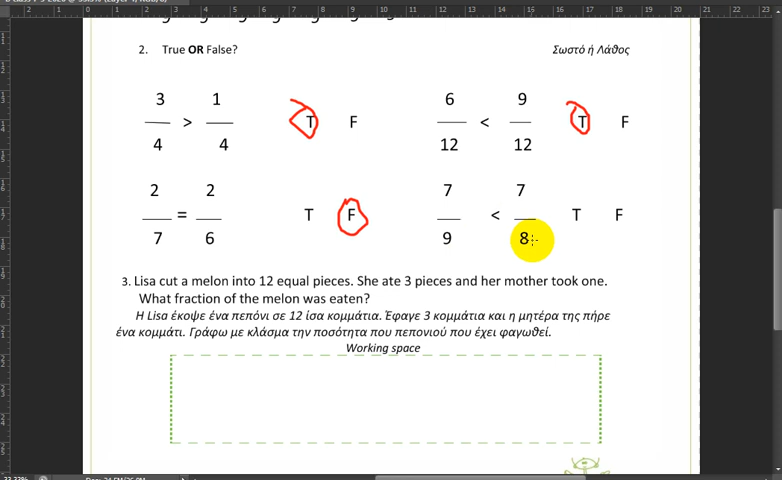 2. True OR False? Σωστό ή Λάθος
3 1 6 9
> T F < T F
4 4 12 12
2 2 7 7
= T F < T F
7 6 9 8
3. Lisa cut a melon into 12 equal pieces. She ate 3 pieces and her mother took one.
What fraction of the melon was eaten?
Η Lisa έκοψε ένα πεπόνι σε 12 ίσα κομμάτια. Έφαγε 3 κομμάτια και η μητέρα της πήρε
ένα κομμάτι. Γράφω με κλάσμα την ποσότητα που πεπονιού που έχει φαγωθεί.
Working space